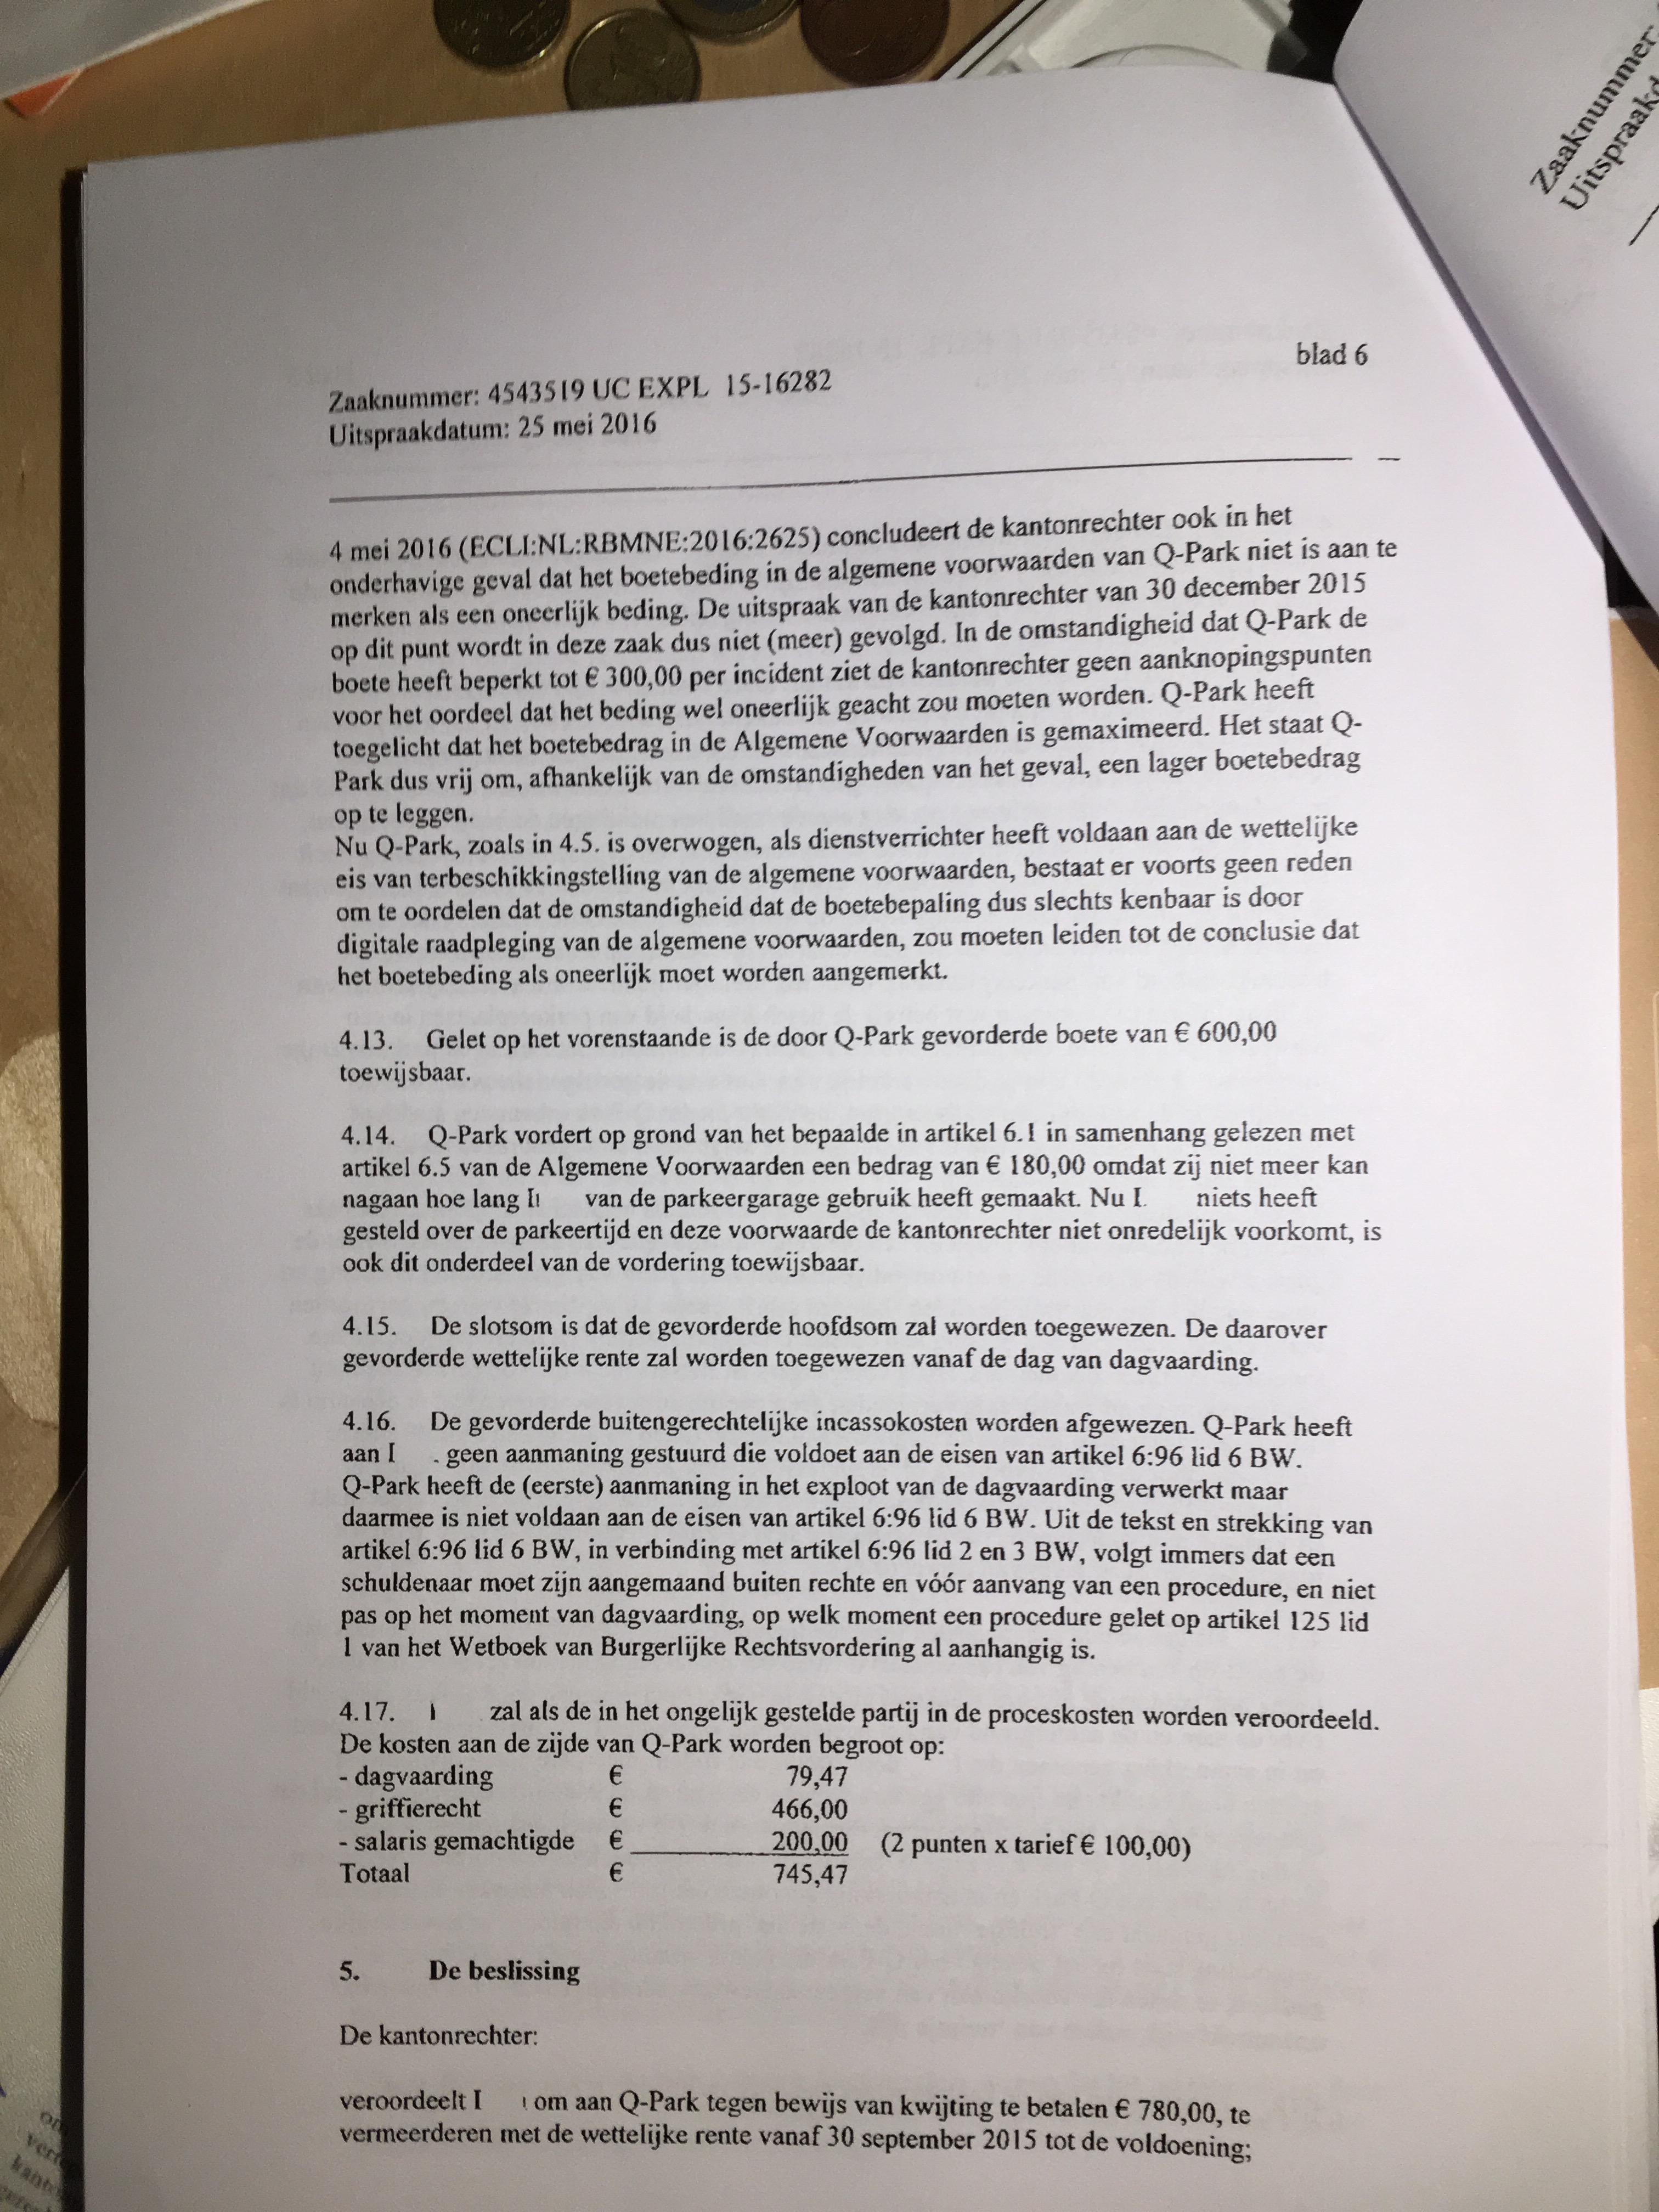 Zaaknummer:
Uitspraakd
blad 6
Zaaknummer: 4543519 UC EXPL 15-16282
Uitspraakdatum: 25 mei 2016
4 mei 2016 (ECLI:NL:RBMNE:2016:2625) concludeert de kantonrechter ook in het
onderhavige geval dat het boetebeding in de algemene voorwaarden van Q-Park niet is aan te
merken als een oneerlijk beding. De uitspraak van de kantonrechter van 30 december 2015
op dit punt wordt in deze zaak dus niet (meer) gevolgd. In de omstandigheid dat Q-Park de
boete heeft beperkt tot € 300,00 per incident ziet de kantonrechter geen aanknopingspunten
voor het oordeel dat het beding wel oneerlijk geacht zou moeten worden. Q-Park heeft
toegelicht dat het boetebedrag in de Algemene Voorwaarden is gemaximeerd. Het staat Q-
Park dus vrij om, afhankelijk van de omstandigheden van het geval, een lager boetebedrag
op te leggen.
Nu Q-Park, zoals in 4.5. is overwogen, als dienstverrichter heeft voldaan aan de wettelijke
eis van terbeschikkingstelling van de algemene voorwaarden, bestaat er voorts geen reden
om te oordelen dat de omstandigheid dat de boetebepaling dus slechts kenbaar is door
digitale raadpleging van de algemene voorwaarden, zou moeten leiden tot de conclusie dat
het boetebeding als oneerlijk moet worden aangemerkt.
4.13. Gelet op het vorenstaande is de door Q-Park gevorderde boete van € 600,00
toewijsbaar.
4.14. Q-Park vordert op grond van het bepaalde in artikel 6.1 in samenhang gelezen met
artikel 6.5 van de Algemene Voorwaarden een bedrag van € 180,00 omdat zij niet meer kan
nagaan hoe lang van de parkeergarage gebruik heeft gemaakt. Nu I. niets heeft
gesteld over de parkeertijd en deze voorwaarde de kantonrechter niet onredelijk voorkomt, is
ook dit onderdeel van de vordering toewijsbaar.
4.15. De slotsom is dat de gevorderde hoofdsom zal worden toegewezen. De daarover
gevorderde wettelijke rente zal worden toegewezen vanaf de dag van dagvaarding.
4.16. De gevorderde buitengerechtelijke incassokosten worden afgewezen. Q-Park heeft
aan I . geen aanmaning gestuurd die voldoet aan de eisen van artikel 6:96 lid 6 BW.
Q-Park heeft de (eerste) aanmaning in het exploot van de dagvaarding verwerkt maar
daarmee is niet voldaan aan de eisen van artikel 6:96 lid 6 BW. Uit de tekst en strekking van
artikel 6:96 lid 6 BW, in verbinding met artikel 6:96 lid 2 en 3 BW, volgt immers dat een
schuldenaar moet zijn aangemaand buiten rechte en vóór aanvang van een procedure, en niet
pas op het moment van dagvaarding, op welk moment een procedure gelet op artikel 125 lid
1 van het Wetboek van Burgerlijke Rechtsvordering al aanhangig is.
4.17. zal als de in het ongelijk gestelde partij in de proceskosten worden veroordeeld.
De kosten aan de zijde van Q-Park worden begroot op:
- dagvaarding € 79,47
- griffierecht € 466,00
- salaris gemachtigde € 200,00 (2 punten x tarief € 100,00)
Totaal € 745,47
5. De beslissing
De kantonrechter:
veroordeelt I om aan Q-Park tegen bewijs van kwijting te betalen € 780,00, te
vermeerderen met de wettelijke rente vanaf 30 september 2015 tot de voldoening;